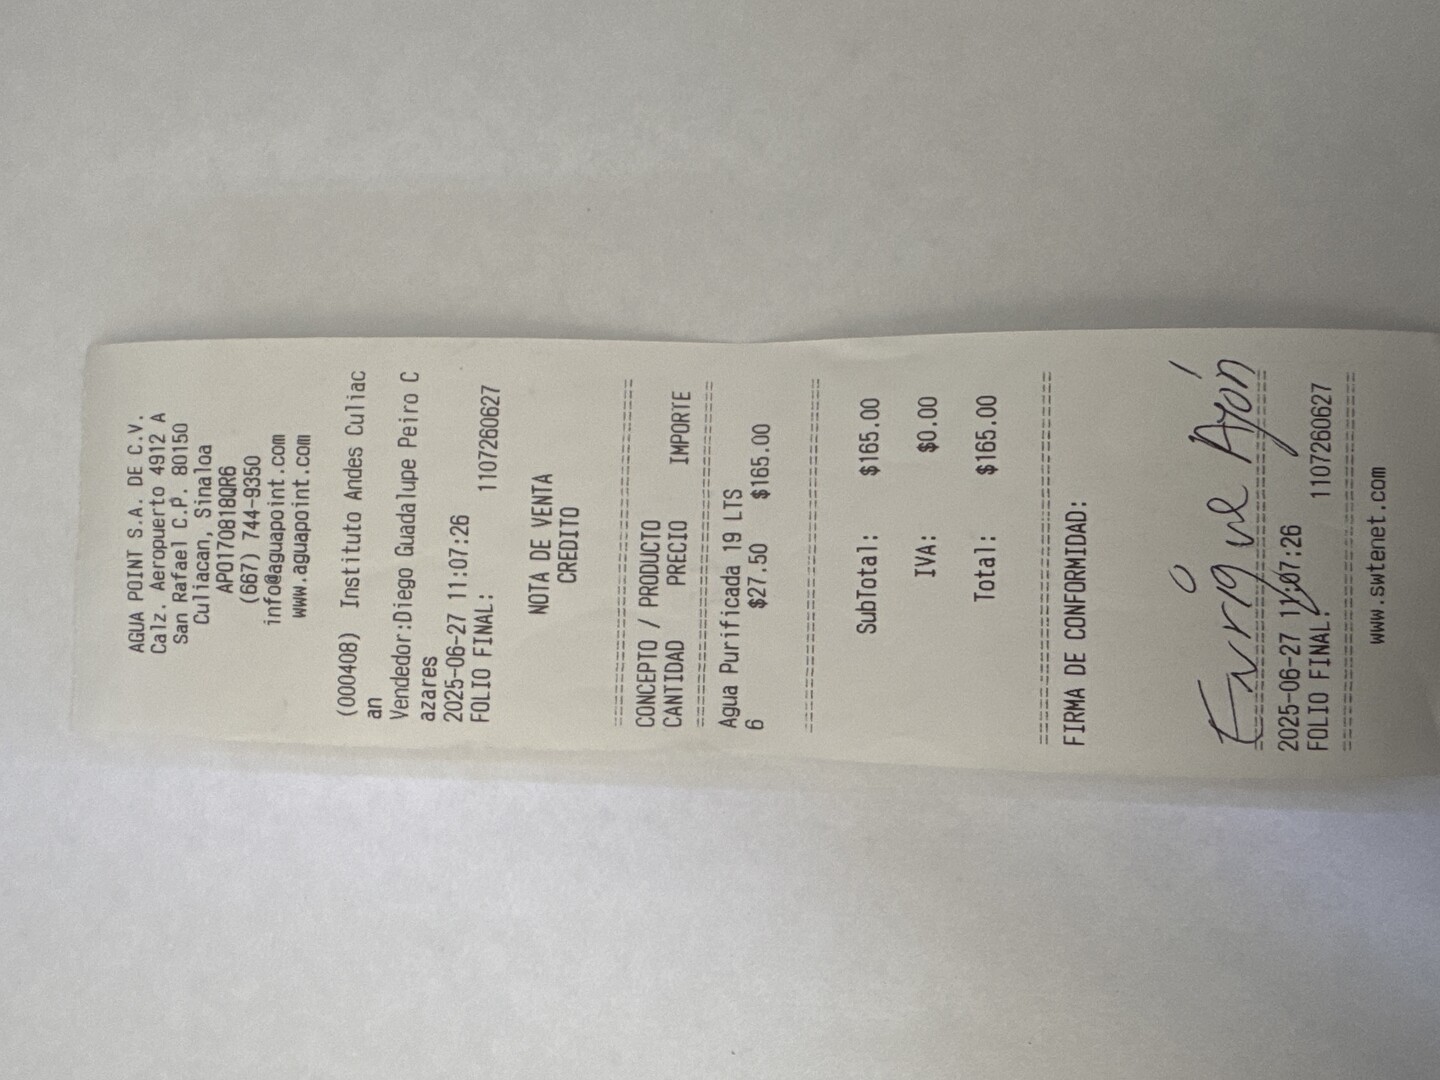 AGUA POINT S.A. DE C.V.
Calz. Aeropuerto 4912 A
San Rafael C.P. 80150
Culiacan, Sinaloa
APO170818QR6
(667) 744-9350
info@aguapoint.com
www.aguapoint.com
(000408) Instituto Andes Culiac
an
Vendedor:Diego Guadalupe Peiro C
azares
2025-06-27 11:07:26
FOLIO FINAL: 1107260627
NOTA DE VENTA
CREDITO
================================
CONCEPTO / PRODUCTO
CANTIDAD PRECIO IMPORTE
================================
Agua Purificada 19 LTS
6 $27.50 $165.00
================================
SubTotal: $165.00
IVA: $0.00
Total: $165.00
================================
FIRMA DE CONFORMIDAD:
Enrique Ayón
================================
2025-06-27 11:07:26
FOLIO FINAL: 1107260627
================================
www.swtenet.com